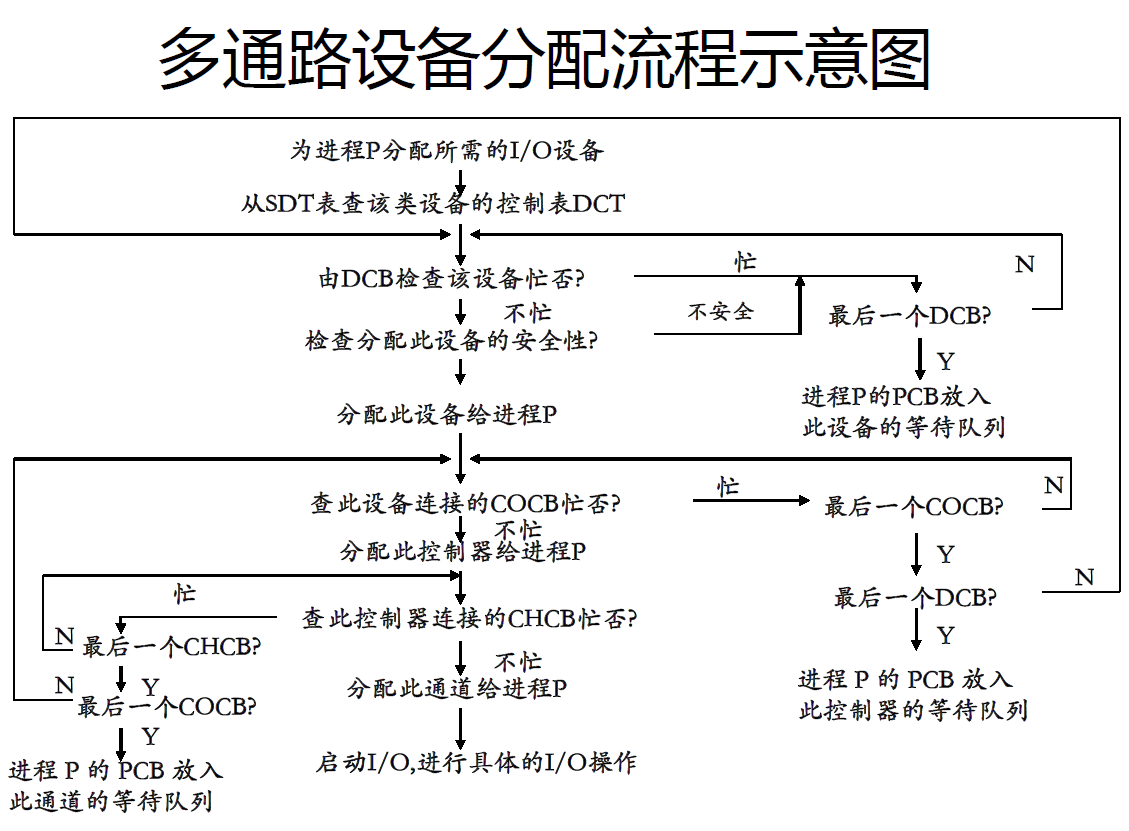 多通路设备分配流程示意图
为进程P分配所需的I/O设备
从SDT表查该类设备的控制表DCT
由DCB检查该设备忙否?
忙
N
不忙
不安全
最后一个DCB?
检查分配此设备的安全性?
Y
进程P的PCB放入
此设备的等待队列
分配此设备给进程P
查此设备连接的COCB忙否?
忙
最后一个COCB?
N
不忙
分配此控制器给进程P
Y
最后一个DCB?
N
Y
进程 P 的 PCB 放入
此控制器的等待队列
忙
查此控制器连接的CHCB忙否?
N
最后一个CHCB?
不忙
Y
分配此通道给进程P
N
最后一个COCB?
Y
启动I/O,进行具体的I/O操作
进程 P 的 PCB 放入
此通道的等待队列